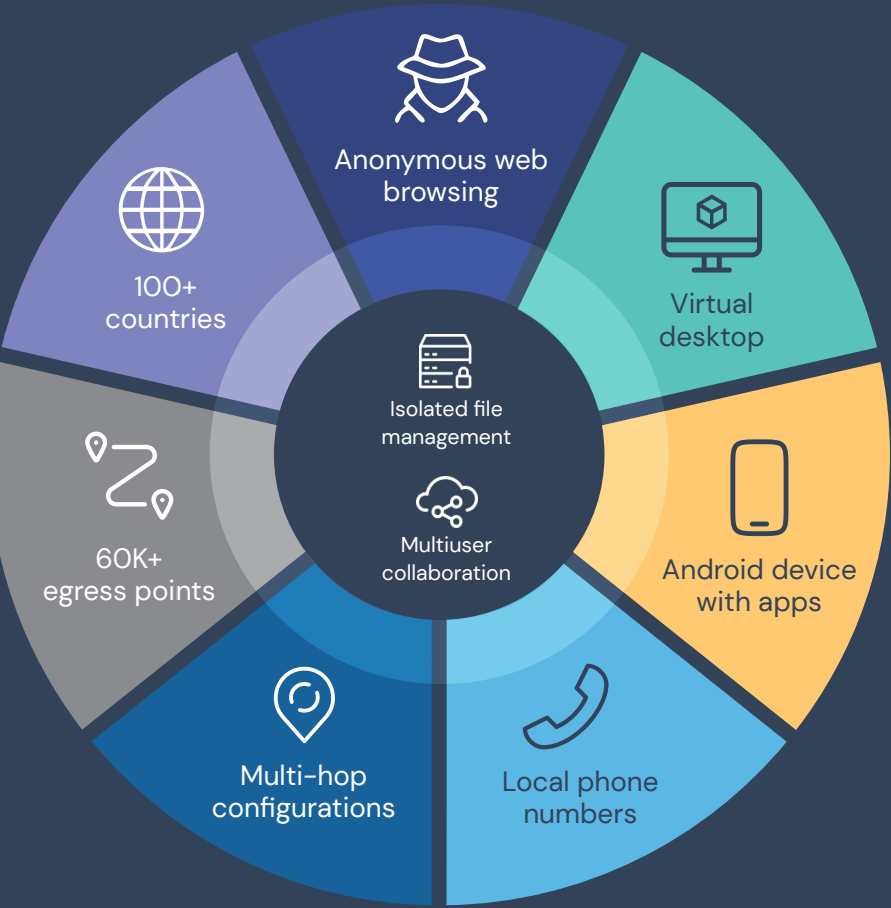 Anonymous web
browsing
Virtual
desktop
Android device
with apps
Local phone
numbers
Multi-hop
configurations
60K+
egress points
100+
countries
Isolated file
management
Multiuser
collaboration